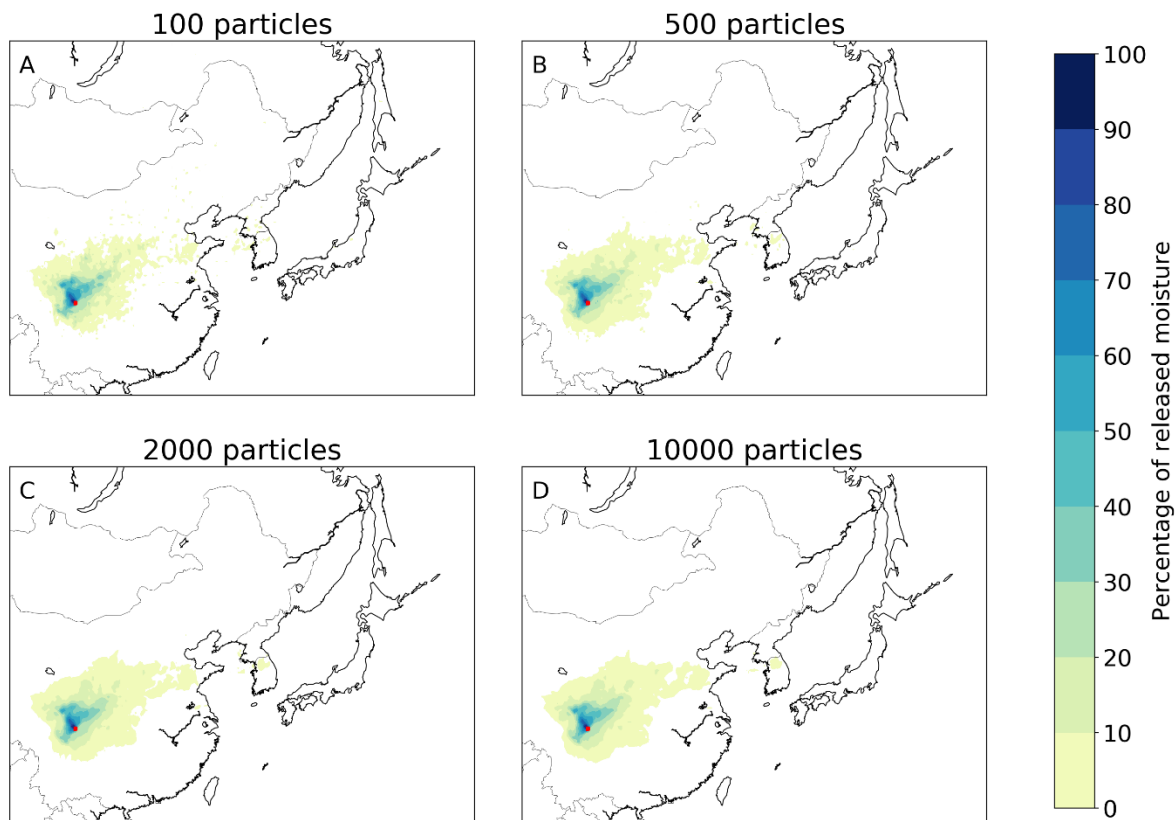 100 particles
500 particles
A
B
2000 particles
10000 particles
C
D
100
90
80
70
60
50
40
30
20
10
0
Percentage of released moisture